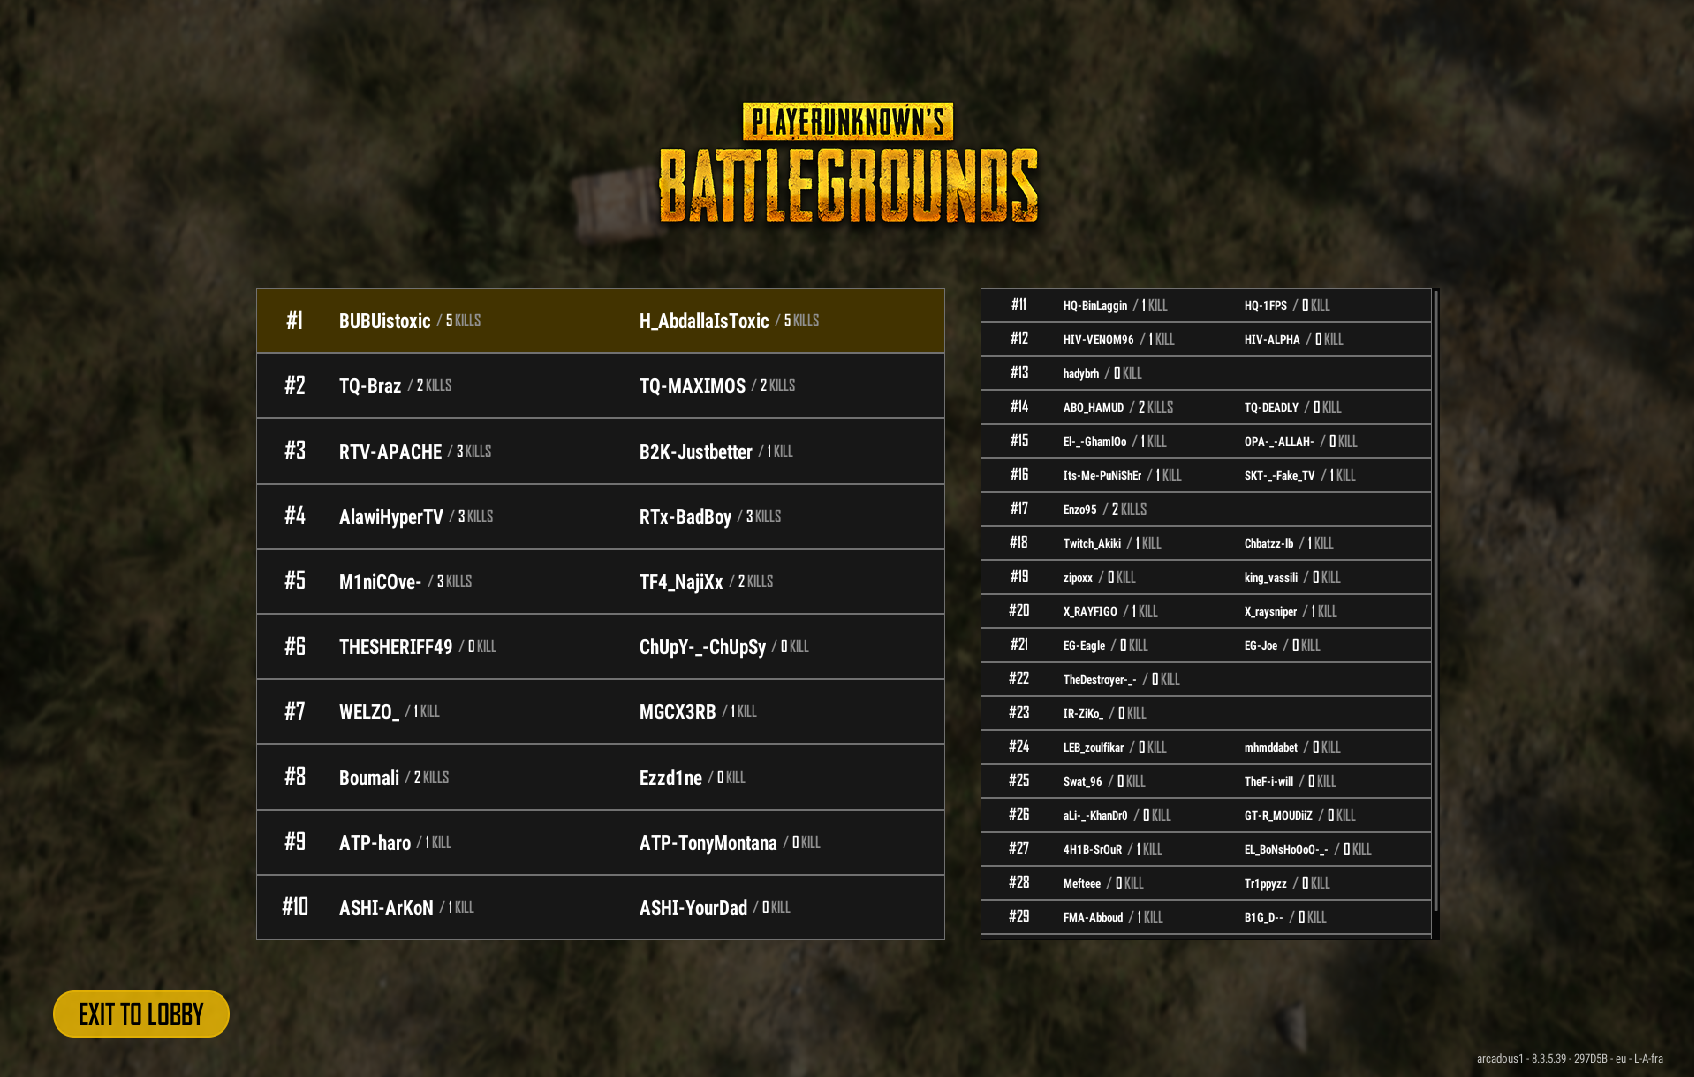 PLAYERUNKNOWN'S
BATTLEGROUNDS
#1 BUBUistoxic / 5 KILLS H_AbdallaIsToxic / 5 KILLS
#2 TQ-Braz / 2 KILLS TQ-MAXIMOS / 2 KILLS
#3 RTV-APACHE / 3 KILLS B2K-Justbetter / 1 KILL
#4 AlawiHyperTV / 3 KILLS RTx-BadBoy / 3 KILLS
#5 M1niCOve- / 3 KILLS TF4_NajiXx / 2 KILLS
#6 THESHERIFF49 / 0 KILL ChUpY-_-ChUpSy / 0 KILL
#7 WELZO_ / 1 KILL MGCX3RB / 1 KILL
#8 Boumali / 2 KILLS Ezzd1ne / 0 KILL
#9 ATP-haro / 1 KILL ATP-TonyMontana / 0 KILL
#10 ASHI-ArKoN / 1 KILL ASHI-YourDad / 0 KILL
#11 HQ-BinLaggin / 1 KILL HQ-1FPS / 0 KILL
#12 HIV-VENOM96 / 1 KILL HIV-ALPHA / 0 KILL
#13 hadybrh / 0 KILL
#14 ABO_HAMUD / 2 KILLS TQ-DEADLY / 0 KILL
#15 El-_-GhamlOo / 1 KILL OPA-_-ALLAH- / 0 KILL
#16 Its-Me-PuNiShEr / 1 KILL SKT-_-Fake_TV / 1 KILL
#17 Enzo95 / 2 KILLS
#18 Twitch_Akiki / 1 KILL Chbatzz-lb / 1 KILL
#19 zipoxx / 0 KILL king_vassili / 0 KILL
#20 X_RAYFIGO / 1 KILL X_raysniper / 1 KILL
#21 EG-Eagle / 0 KILL EG-Joe / 0 KILL
#22 TheDestroyer-_- / 0 KILL
#23 IR-ZiKo_ / 0 KILL
#24 LEB_zoulfikar / 0 KILL mhmddabet / 0 KILL
#25 Swat_96 / 0 KILL TheF-i-will / 0 KILL
#26 aLi-_-KhanDr0 / 0 KILL GT-R_MOUDiiZ / 0 KILL
#27 4H1B-SrOuR / 1 KILL EL_BoNsHoOoO-_- / 0 KILL
#28 Mefteee / 0 KILL Tr1ppyzz / 0 KILL
#29 FMA-Abboud / 1 KILL B1G_D-- / 0 KILL
EXIT TO LOBBY
arcadous1 - 8.3.5.39 - 297D5B - eu - L-A-fra